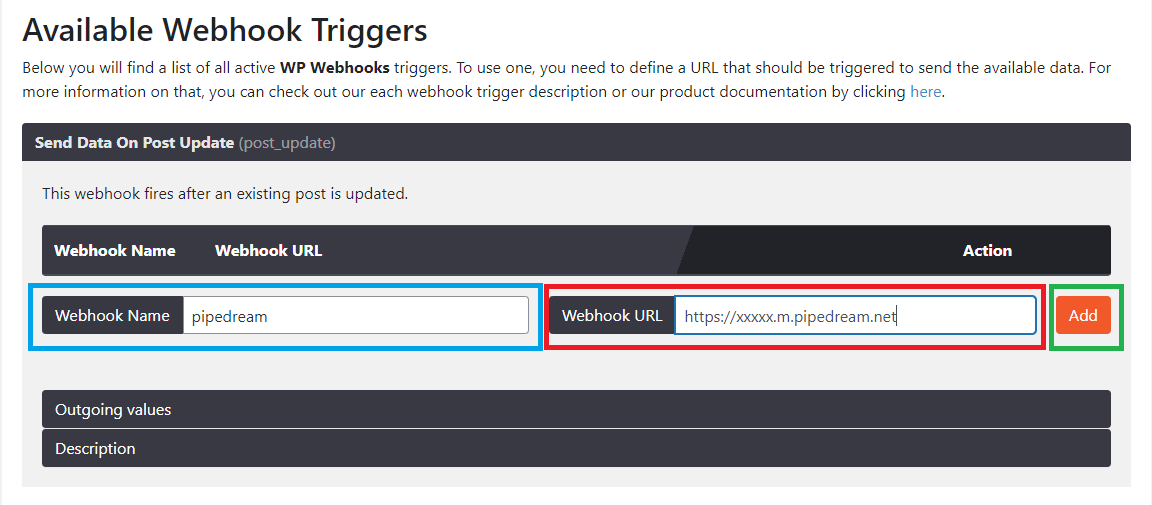 Available Webhook Triggers
Below you will find a list of all active WP Webhooks triggers. To use one, you need to define a URL that should be triggered to send the available data. For
more information on that, you can check out our each webhook trigger description or our product documentation by clicking here.
Send Data On Post Update (post_update)
This webhook fires after an existing post is updated.
Webhook Name Webhook URL Action
Webhook Name pipedream Webhook URL https://xxxxx.m.pipedream.net Add
Outgoing values
Description